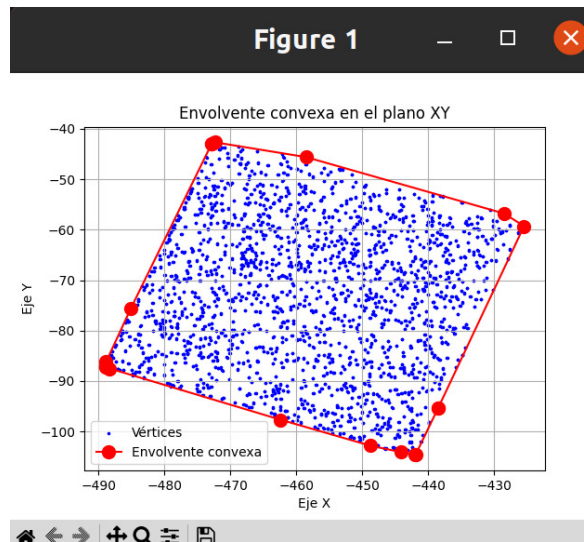 Figure 1
Envolvente convexa en el plano XY
−40
−50
−60
−70
−80
−90
−100
Eje Y
Vértices
Envolvente convexa
−490 −480 −470 −460 −450 −440 −430
Eje X